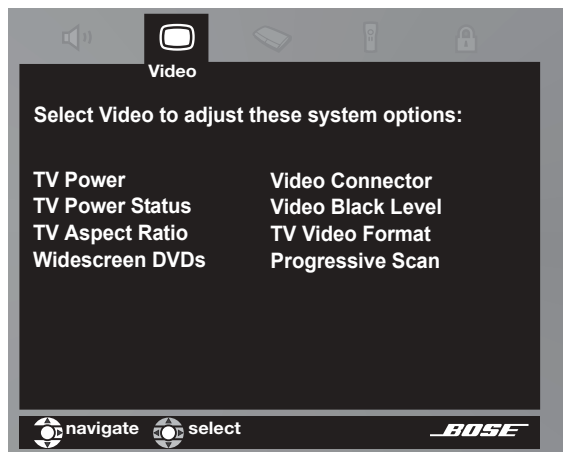 Video
Select Video to adjust these system options:
TV Power
TV Power Status
TV Aspect Ratio
Widescreen DVDs
Video Connector
Video Black Level
TV Video Format
Progressive Scan
navigate select BOSE